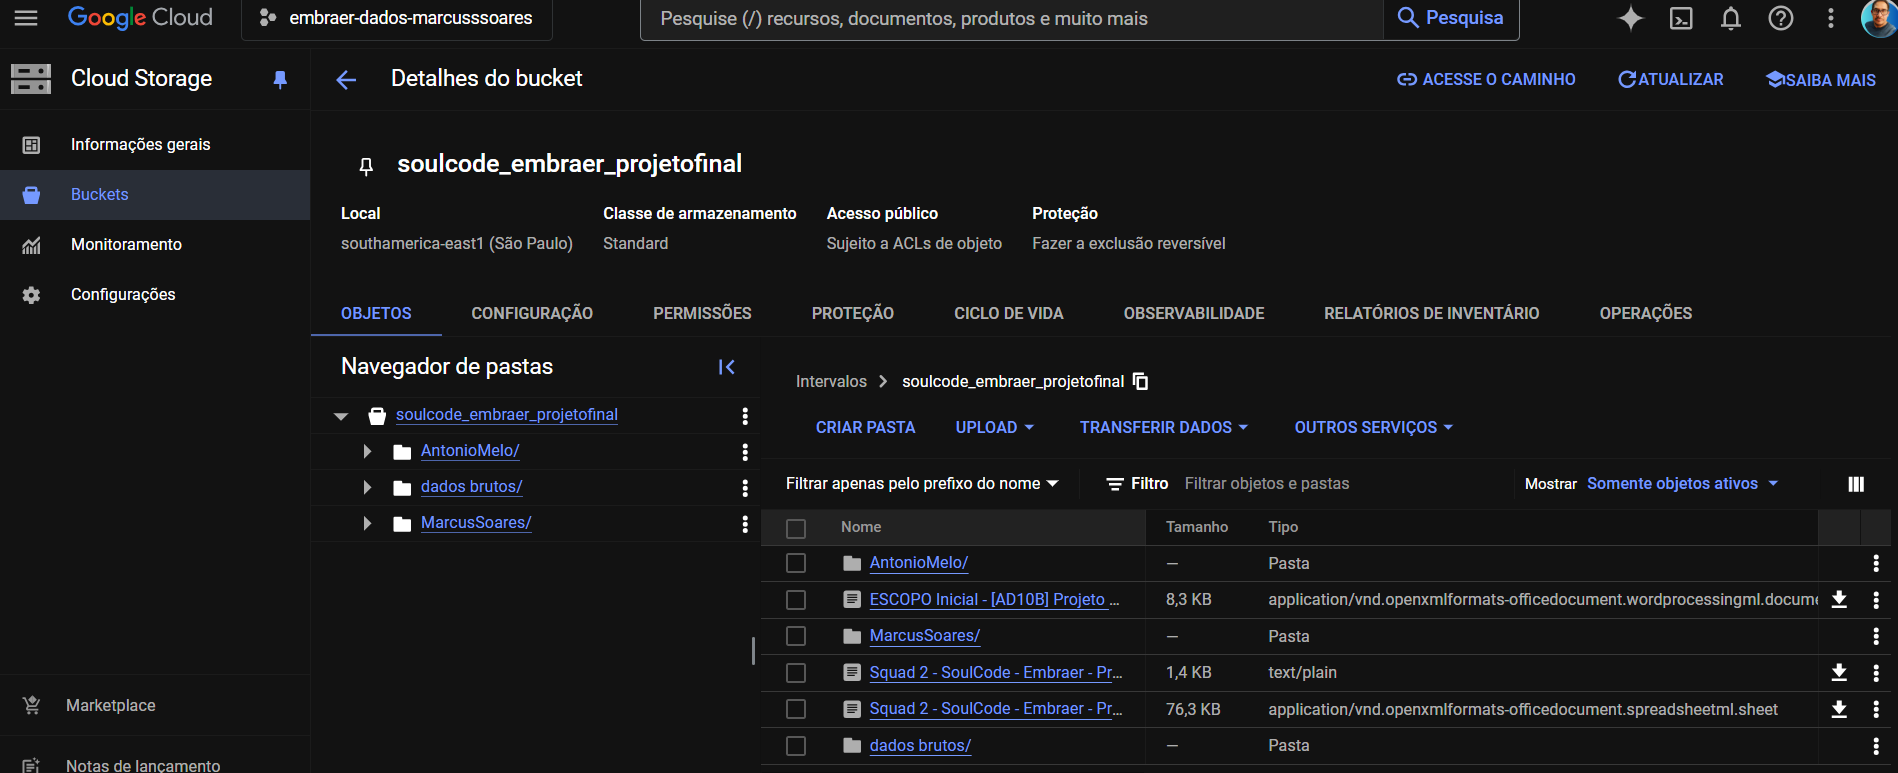 Google Cloud
embraer-dados-marcusssoares
Pesquise (/) recursos, documentos, produtos e muito mais
Pesquisa
Cloud Storage
Detalhes do bucket
ACESSE O CAMINHO
ATUALIZAR
SAIBA MAIS
Informações gerais
Buckets
Monitoramento
Configurações
Marketplace
Notas de lançamento
soulcode_embraer_projetofinal
Local
Classe de armazenamento
Acesso público
Proteção
southamerica-east1 (São Paulo)
Standard
Sujeito a ACLs de objeto
Fazer a exclusão reversível
OBJETOS
CONFIGURAÇÃO
PERMISSÕES
PROTEÇÃO
CICLO DE VIDA
OBSERVABILIDADE
RELATÓRIOS DE INVENTÁRIO
OPERAÇÕES
Navegador de pastas
soulcode_embraer_projetofinal
AntonioMelo/
dados brutos/
MarcusSoares/
Intervalos
soulcode_embraer_projetofinal
CRIAR PASTA
UPLOAD
TRANSFERIR DADOS
OUTROS SERVIÇOS
Filtrar apenas pelo prefixo do nome
Filtro
Filtrar objetos e pastas
Mostrar
Somente objetos ativos
Nome Tamanho Tipo
AntonioMelo/ — Pasta
ESCOPO Inicial - [AD10B] Projeto ... 8,3 KB application/vnd.openxmlformats-officedocument.wordprocessingml.docume
MarcusSoares/ — Pasta
Squad 2 - SoulCode - Embraer - Pr... 1,4 KB text/plain
Squad 2 - SoulCode - Embraer - Pr... 76,3 KB application/vnd.openxmlformats-officedocument.spreadsheetml.sheet
dados brutos/ — Pasta